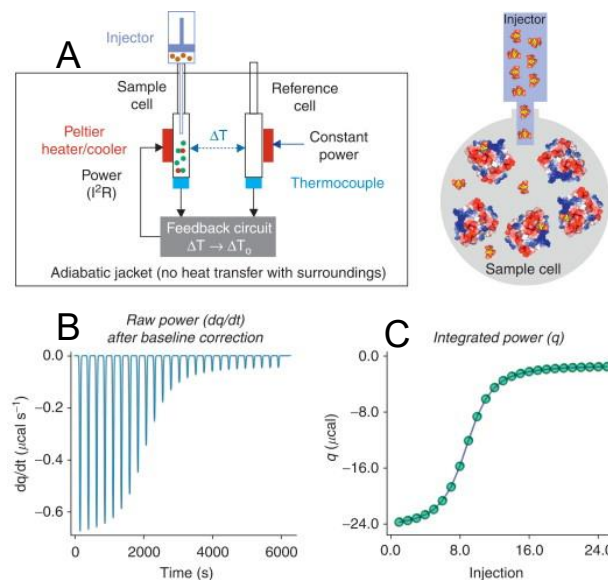 A
Injector
Sample
cell
Reference
cell
Peltier
heater/cooler
ΔT
Constant
power
Power
(I²R)
Thermocouple
Feedback circuit
ΔT → ΔT₀
Adiabatic jacket (no heat transfer with surroundings)
Injector
Sample cell
B
Raw power (dq/dt)
after baseline correction
0.0
−0.2
−0.4
−0.6
dq/dt (μcal s⁻¹)
0
2000
4000
6000
Time (s)
C
Integrated power (q)
0.0
−8.0
−16.0
−24.0
q (μcal)
8.0
16.0
24.0
Injection